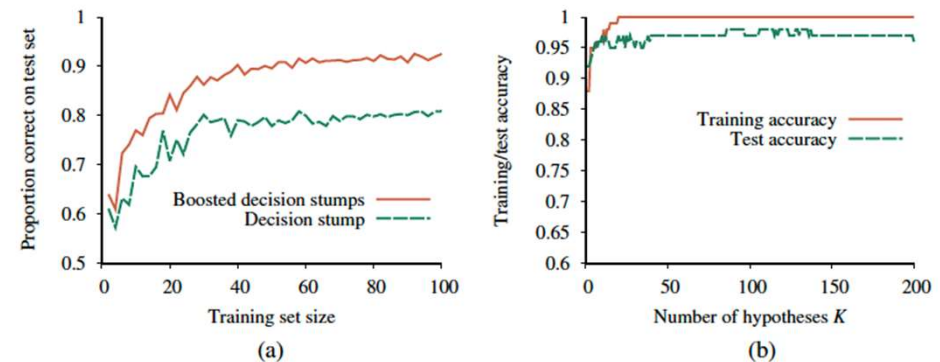 Proportion correct on test set
1
0.9
0.8
0.7
0.6
0.5
Boosted decision stumps
Decision stump
0 20 40 60 80 100
Training set size
(a)
Training/test accuracy
1
0.95
0.9
0.85
0.8
0.75
0.7
0.65
0.6
Training accuracy
Test accuracy
0 50 100 150 200
Number of hypotheses K
(b)